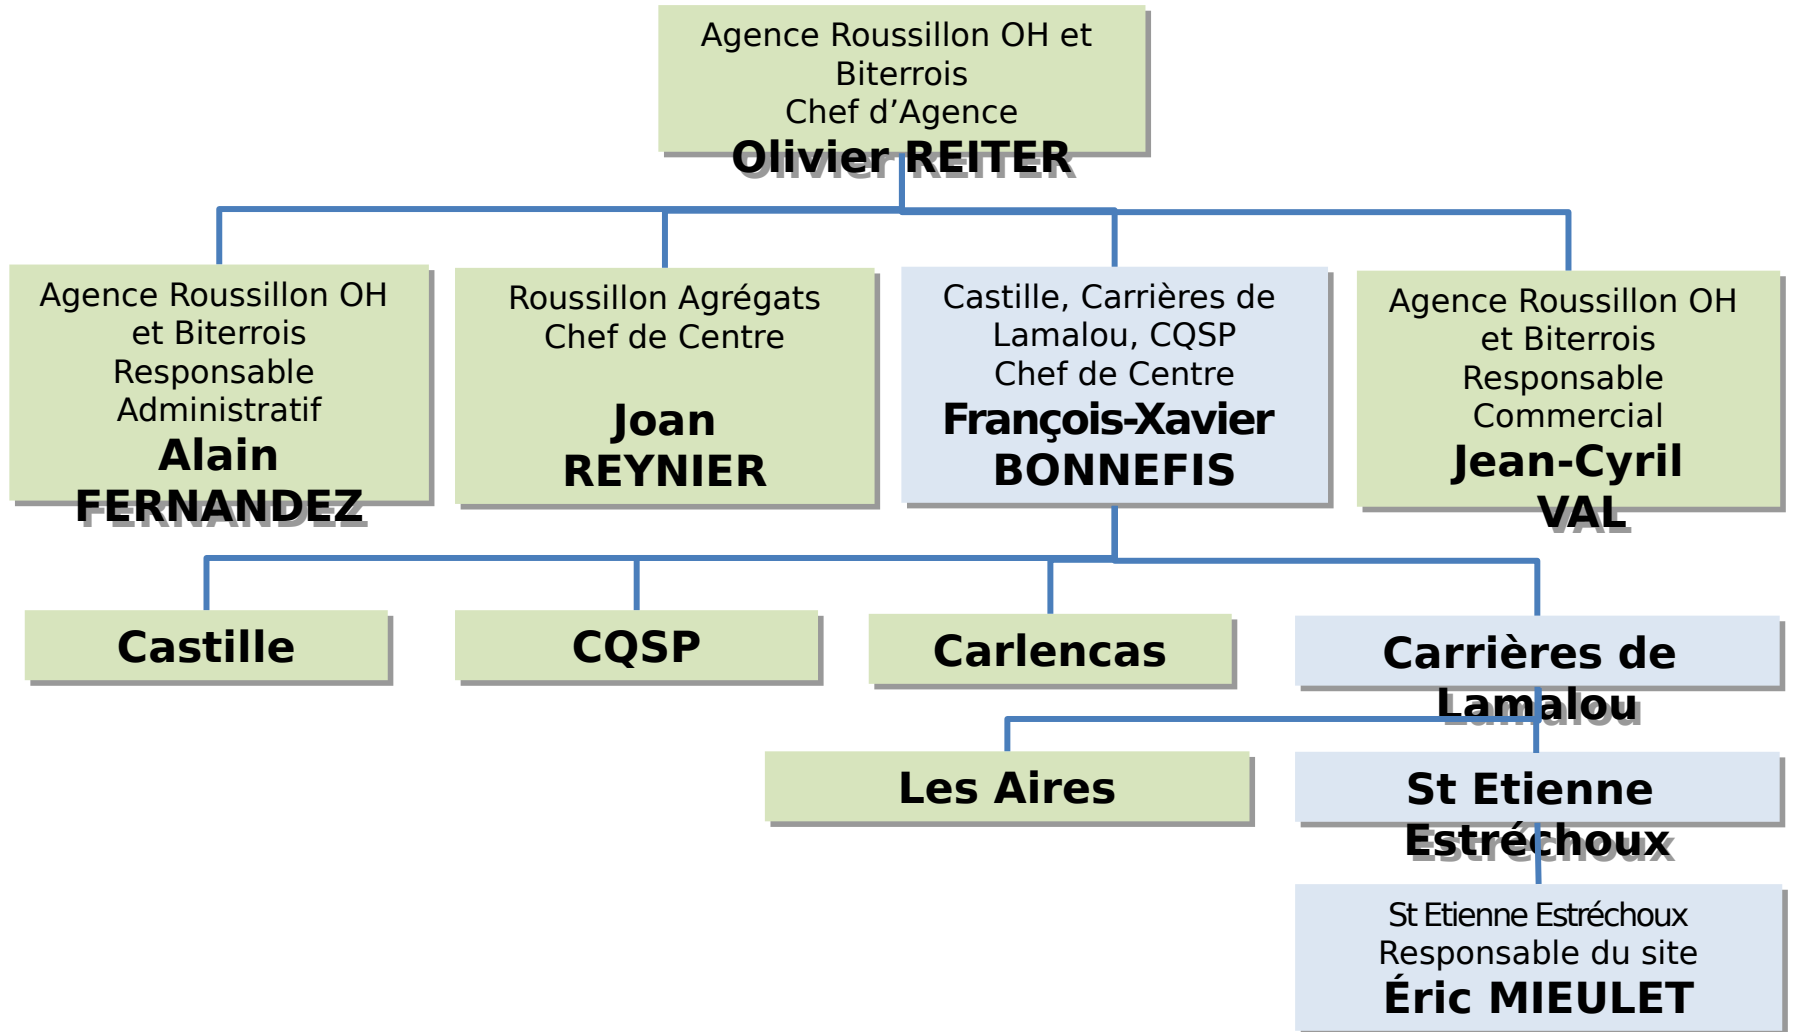 Agence Roussillon OH et
Biterrois
Chef d’Agence
Olivier REITER
Agence Roussillon OH
et Biterrois
Responsable
Administratif
Alain
FERNANDEZ
Roussillon Agrégats
Chef de Centre
Joan
REYNIER
Castille, Carrières de
Lamalou, CQSP
Chef de Centre
François-Xavier
BONNEFIS
Agence Roussillon OH
et Biterrois
Responsable
Commercial
Jean-Cyril
VAL
Castille
CQSP
Carlencas
Carrières de
Lamalou
Les Aires
St Etienne
Estréchoux
St Etienne Estréchoux
Responsable du site
Éric MIEULET